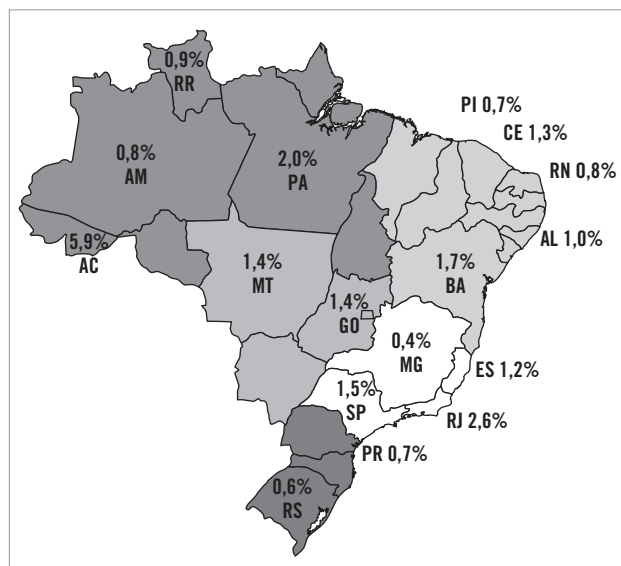 0,9%
RR
PI 0,7%
CE 1,3%
RN 0,8%
0,8%
AM
2,0%
PA
AL 1,0%
5,9%
AC
1,4%
MT
1,7%
BA
1,4%
GO
0,4%
MG
ES 1,2%
1,5%
SP
RJ 2,6%
PR 0,7%
0,6%
RS